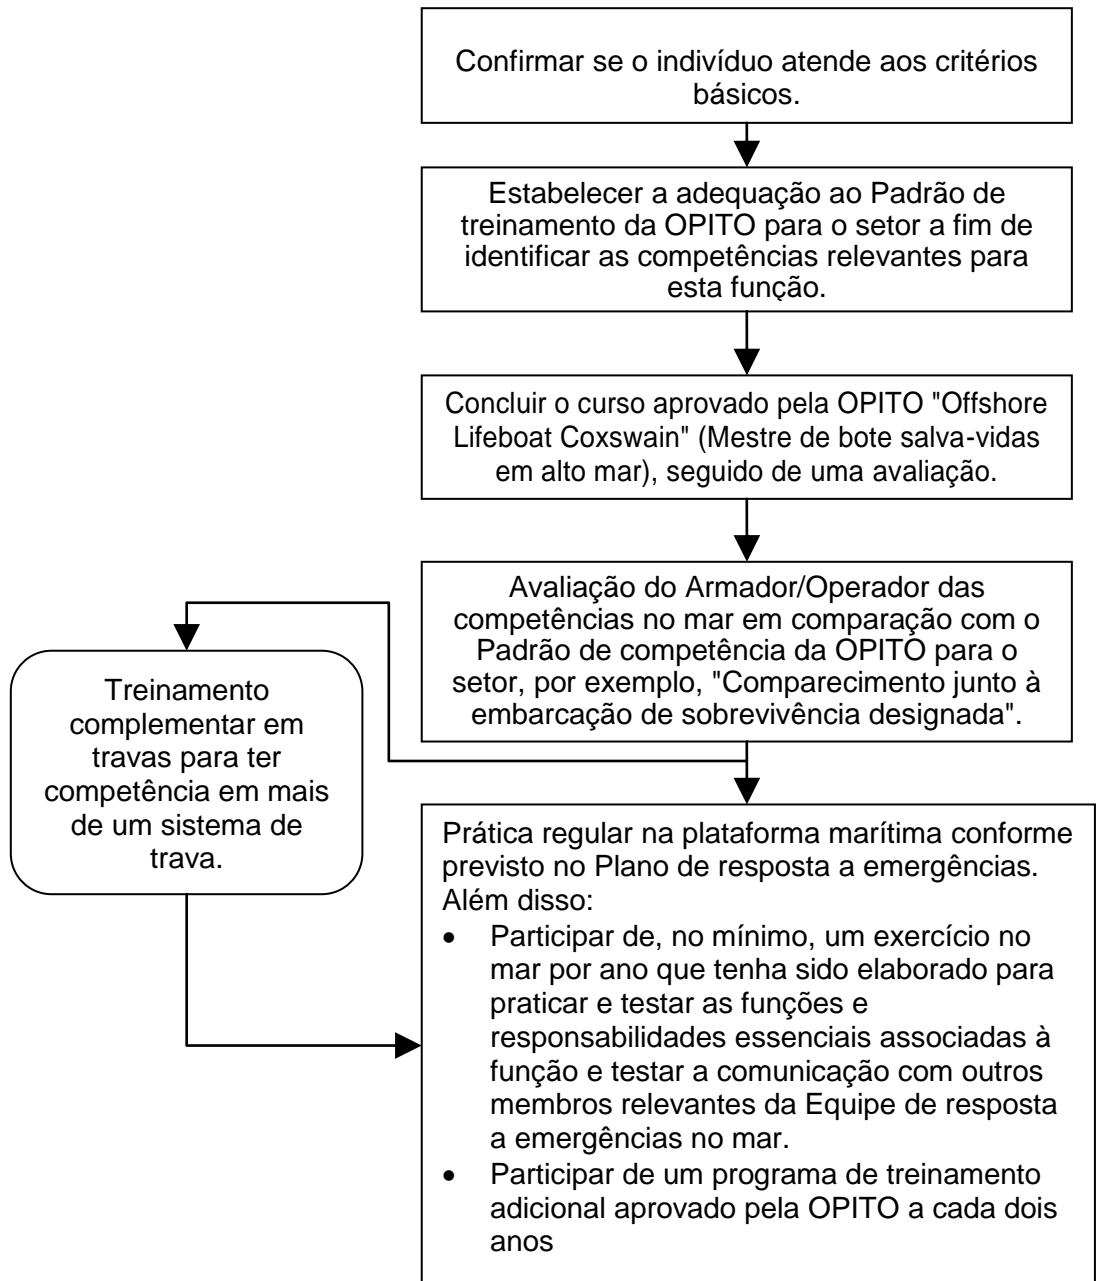 Confirmar se o indivíduo atende aos critérios
básicos.
Estabelecer a adequação ao Padrão de
treinamento da OPITO para o setor a fim de
identificar as competências relevantes para
esta função.
Concluir o curso aprovado pela OPITO "Offshore
Lifeboat Coxswain" (Mestre de bote salva-vidas
em alto mar), seguido de uma avaliação.
Avaliação do Armador/Operador das
competências no mar em comparação com o
Padrão de competência da OPITO para o
setor, por exemplo, "Comparecimento junto à
embarcação de sobrevivência designada".
Treinamento
complementar em
travas para ter
competência em mais
de um sistema de
trava.
Prática regular na plataforma marítima conforme
previsto no Plano de resposta a emergências.
Além disso:
• Participar de, no mínimo, um exercício no
mar por ano que tenha sido elaborado para
praticar e testar as funções e
responsabilidades essenciais associadas à
função e testar a comunicação com outros
membros relevantes da Equipe de resposta
a emergências no mar.
• Participar de um programa de treinamento
adicional aprovado pela OPITO a cada dois
anos